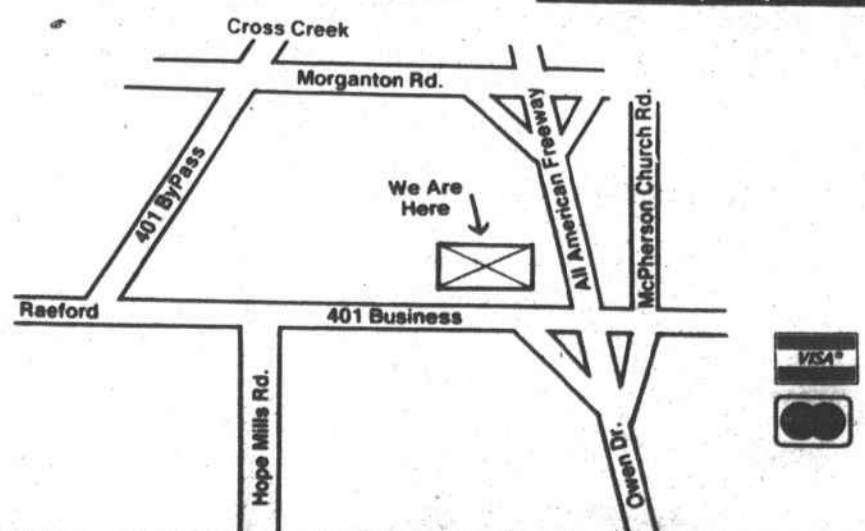 Cross Creek
Morganton Rd.
401 ByPass
All American Freeway
McPherson Church Rd.
We Are
Here
Raeford
401 Business
VISA®
Hope Mills Rd.
Owen Dr.